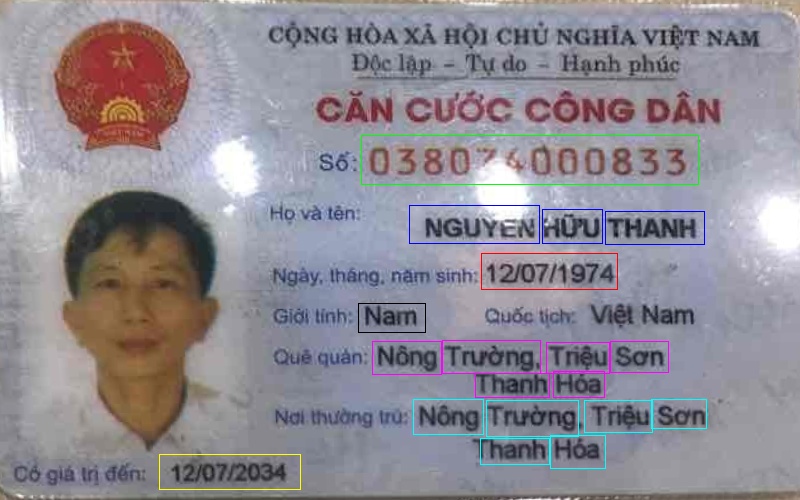 CỘNG HÒA XÃ HỘI CHỦ NGHĨA VIỆT NAM
Độc lập – Tự do – Hạnh phúc
CĂN CƯỚC CÔNG DÂN
Số: 038074000833
Họ và tên:
NGUYỄN HỮU THANH
Ngày, tháng, năm sinh: 12/07/1974
Giới tính: Nam Quốc tịch: Việt Nam
Quê quán: Nông Trường, Triệu Sơn
Thanh Hóa
Nơi thường trú: Nông Trường, Triệu Sơn
Thanh Hóa
Có giá trị đến: 12/07/2034